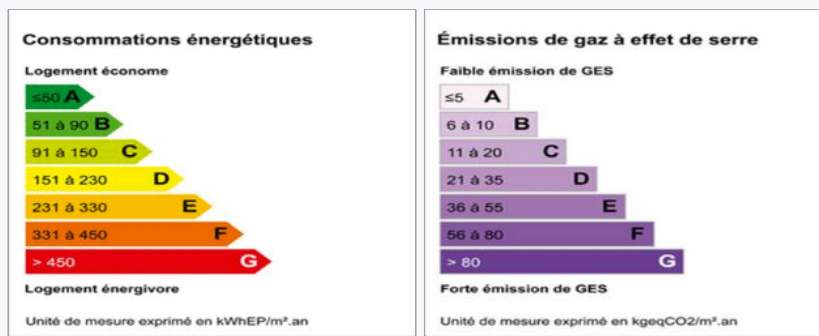 Consommations énergétiques
Logement économe
≤50 A
51 à 90 B
91 à 150 C
151 à 230 D
231 à 330 E
331 à 450 F
> 450 G
Logement énergivore
Unité de mesure exprimé en kWhEP/m².an
Émissions de gaz à effet de serre
Faible émission de GES
≤5 A
6 à 10 B
11 à 20 C
21 à 35 D
36 à 55 E
56 à 80 F
> 80 G
Forte émission de GES
Unité de mesure exprimé en kgeqCO2/m².an